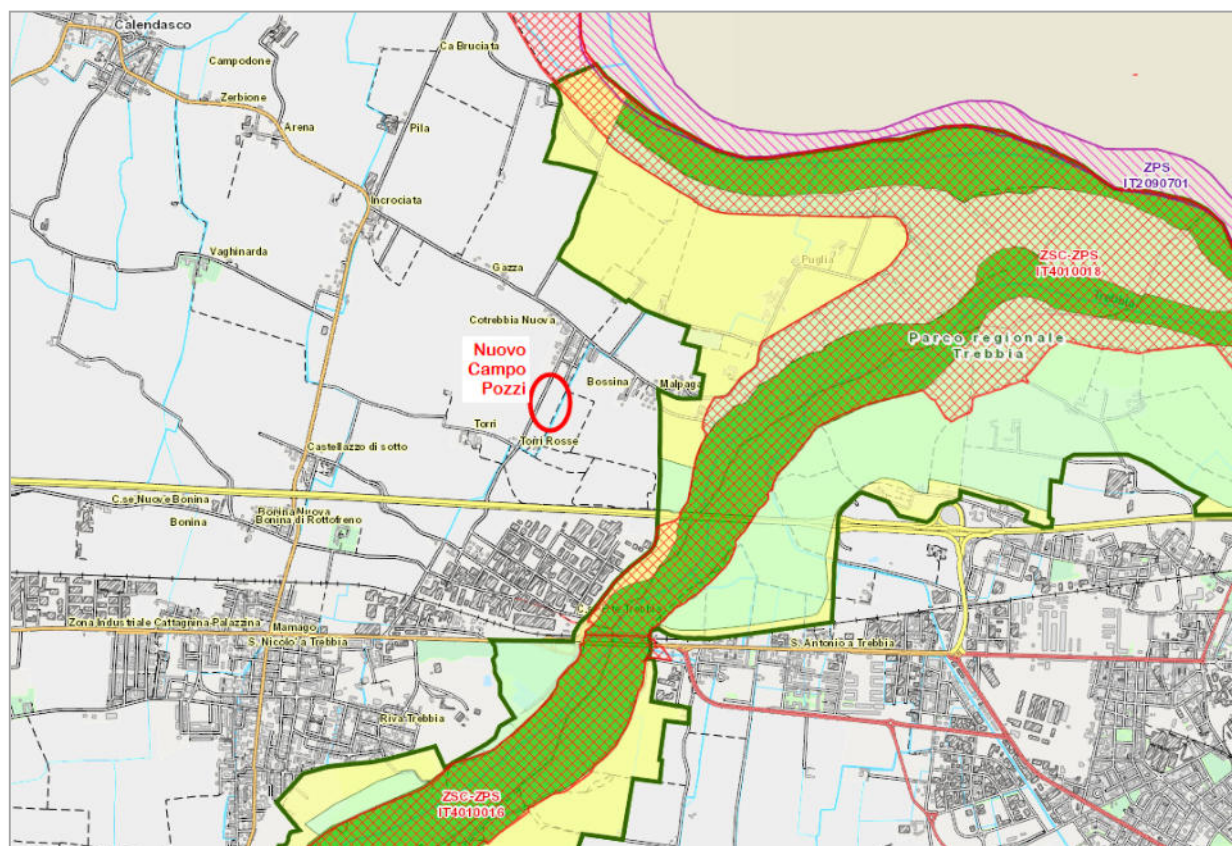 Calendasco
Ca Bruciata
Campodone
Zerbione
Arena
Pila
ZPS
IT2090701
Incrociata
Vaghinarda
Gazza
Puglia
ZSC-ZPS
IT4010018
Trebbia
Cotrebbia Nuova
Parco regionale
Trebbia
Nuovo
Campo
Pozzi
Bossina
Malpaga
Torri
Torri Rosse
Castellazzo di sotto
C.se Nuove Bonina
Bonina Nuova
Bonina
Bonina di Rottofreno
Zona Industriale Cattagnina-Palazzina
Mamago
S. Nicolo' a Trebbia
S. Antonio a Trebbia
Riva Trebbia
ZSC-ZPS
IT4010016